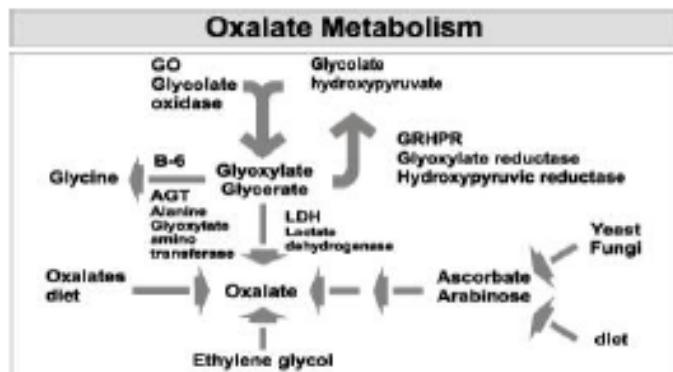 Oxalate Metabolism
GO
Glycolate
oxidase
Glycolate
hydroxypyruvate
GRHPR
Glyoxylate reductase
Hydroxypyruvic reductase
B-6
Glycine
Glyoxylate
Glycerate
AGT
Alanine
Glyoxylate
amino
transferase
LDH
Lactate
dehydrogenase
Yeast
Fungi
Oxalates
diet
Oxalate
Ascorbate
Arabinose
diet
Ethylene glycol